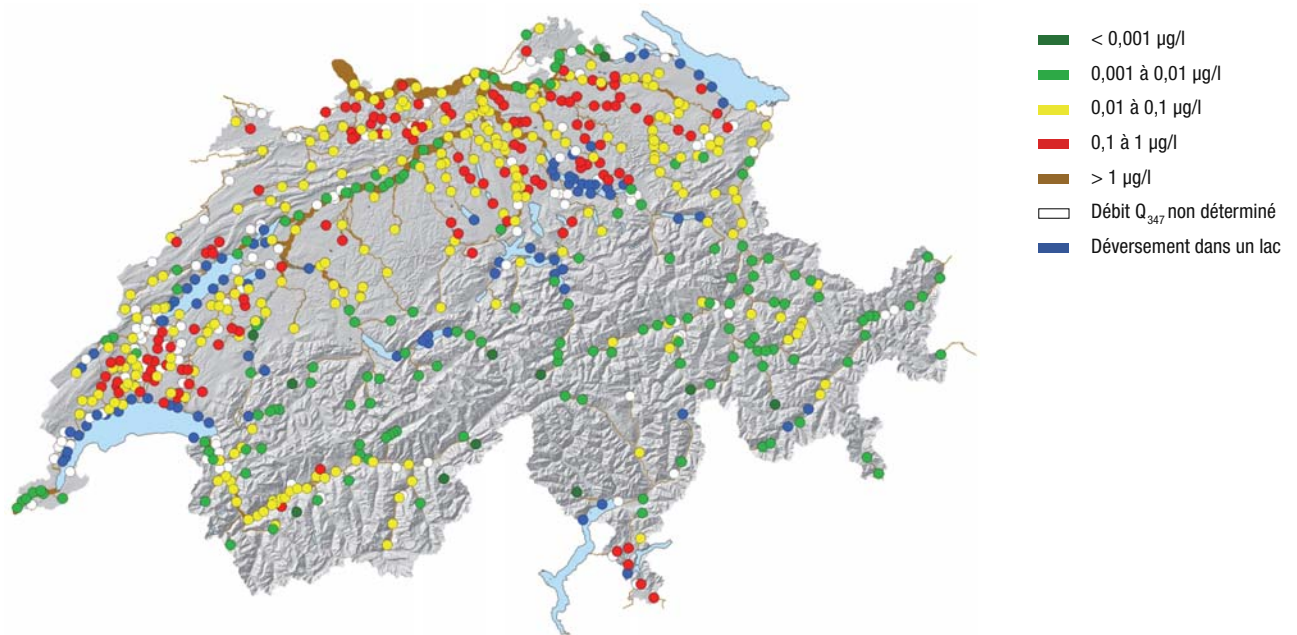 < 0,001 µg/l
0,001 à 0,01 µg/l
0,01 à 0,1 µg/l
0,1 à 1 µg/l
> 1 µg/l
Débit Q347 non déterminé
Déversement dans un lac